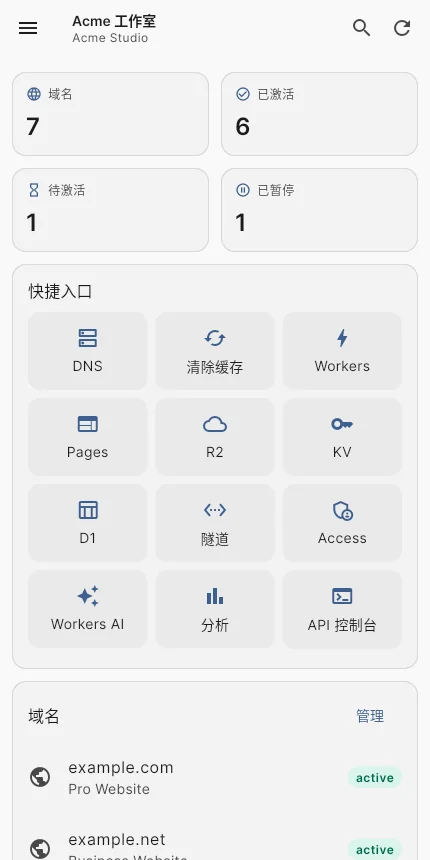 Acme 工作室
Acme Studio
域名
7
已激活
6
待激活
1
已暂停
1
快捷入口
DNS
清除缓存
Workers
Pages
R2
KV
D1
隧道
Access
Workers AI
分析
API 控制台
域名
管理
example.com
Pro Website
active
example.net
Business Website
active